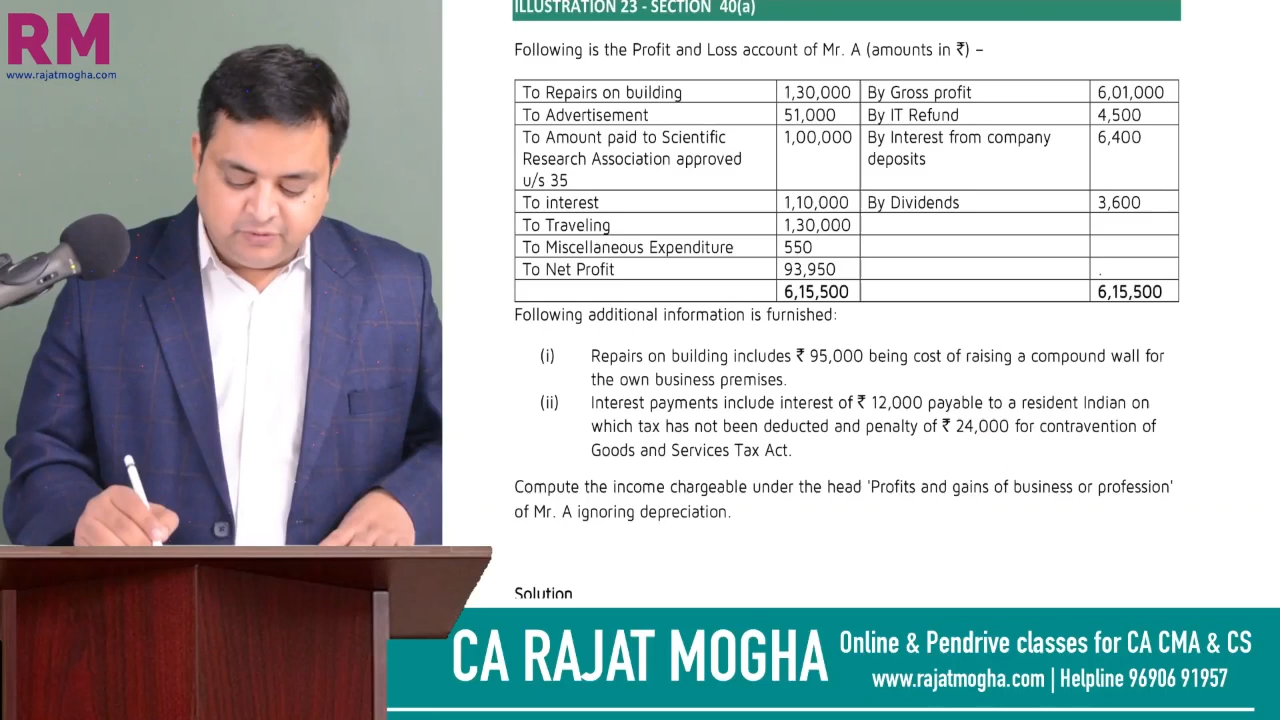 RM
www.rajatmogha.com
ILLUSTRATION 23 - SECTION 40(a)
Following is the Profit and Loss account of Mr. A (amounts in ₹) –
To Repairs on building 1,30,000 By Gross profit 6,01,000
To Advertisement 51,000 By IT Refund 4,500
To Amount paid to Scientific 1,00,000 By Interest from company 6,400
Research Association approved deposits
u/s 35
To interest 1,10,000 By Dividends 3,600
To Traveling 1,30,000
To Miscellaneous Expenditure 550
To Net Profit 93,950 .
6,15,500 6,15,500
Following additional information is furnished:
(i) Repairs on building includes ₹ 95,000 being cost of raising a compound wall for
the own business premises.
(ii) Interest payments include interest of ₹ 12,000 payable to a resident Indian on
which tax has not been deducted and penalty of ₹ 24,000 for contravention of
Goods and Services Tax Act.
Compute the income chargeable under the head 'Profits and gains of business or profession'
of Mr. A ignoring depreciation.
Solution
CA RAJAT MOGHA
Online & Pendrive classes for CA CMA & CS
www.rajatmogha.com | Helpline 96906 91957